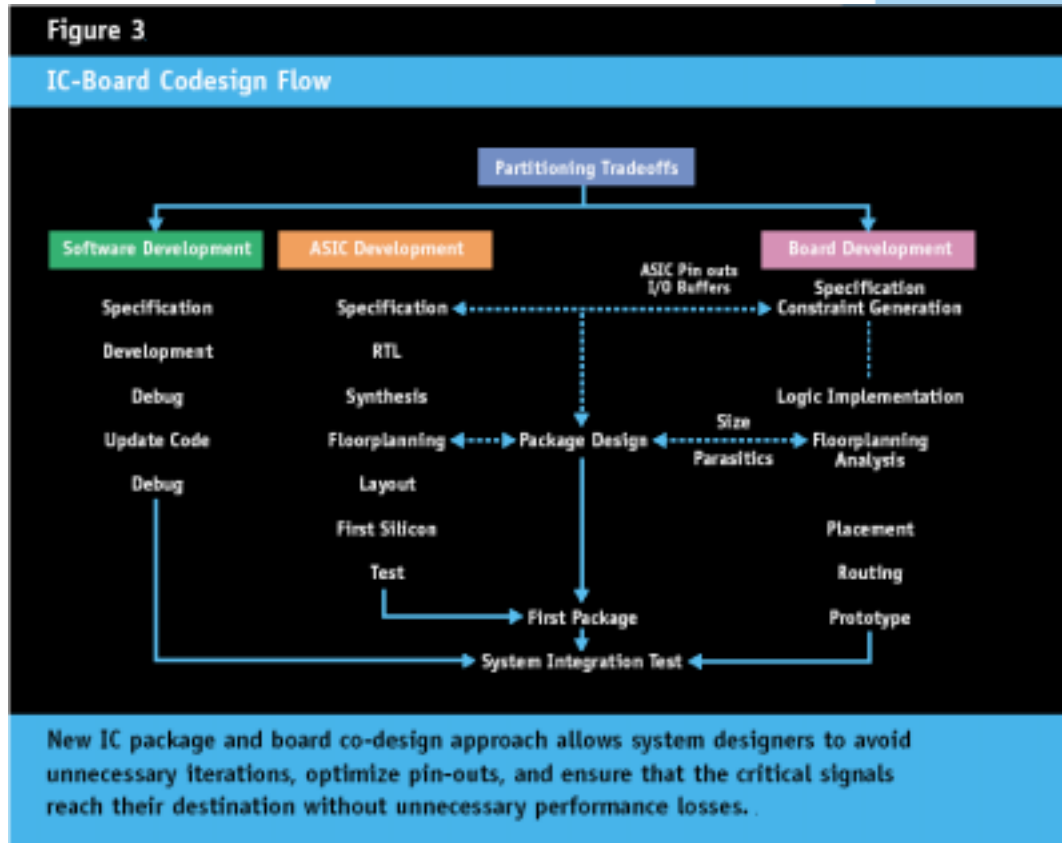 Figure 3
IC-Board Codesign Flow
Partitioning Tradeoffs
Software Development
Specification
Development
Debug
Update Code
Debug
ASIC Development
Specification
RTL
Synthesis
Floorplanning
Layout
First Silicon
Test
ASIC Pin outs
I/O Buffers
Package Design
Size
Parasitics
First Package
System Integration Test
Board Development
Specification
Constraint Generation
Logic Implementation
Floorplanning
Analysis
Placement
Routing
Prototype
New IC package and board co-design approach allows system designers to avoid
unnecessary iterations, optimize pin-outs, and ensure that the critical signals
reach their destination without unnecessary performance losses.